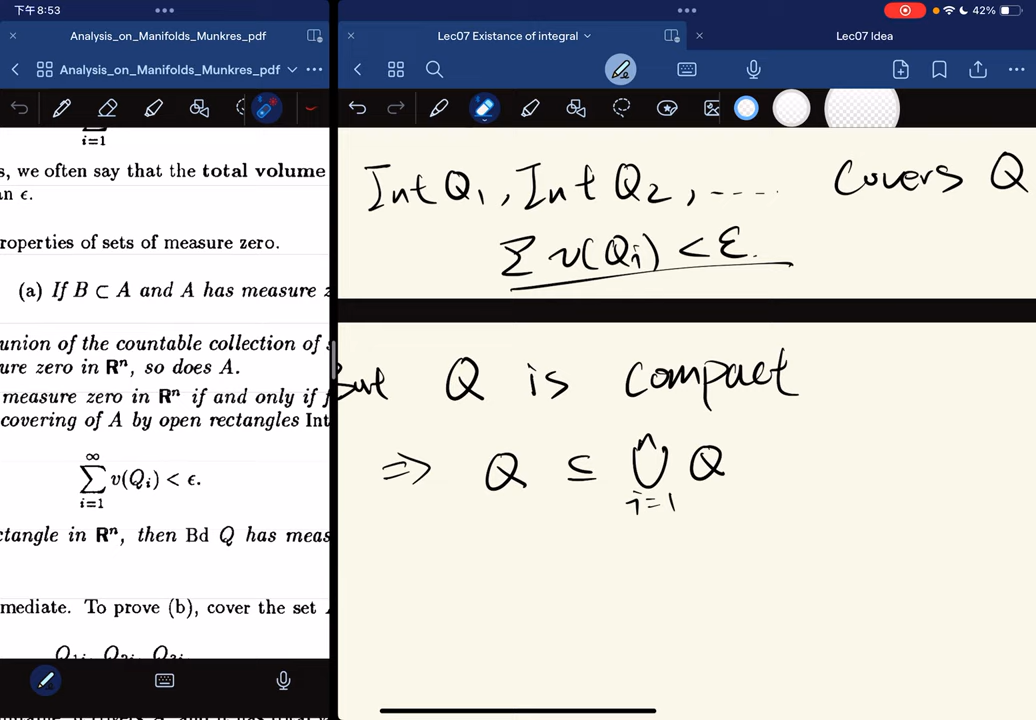 下午8:53
42%
Analysis_on_Manifolds_Munkres_pdf
Lec07 Existance of integral
Lec07 Idea
Analysis_on_Manifolds_Munkres_pdf
i=1
s, we often say that the total volume
an ϵ.
roperties of sets of measure zero.
(a) If B ⊂ A and A has measure z
union of the countable collection of s
ure zero in Rⁿ, so does A.
measure zero in Rⁿ if and only if f
covering of A by open rectangles Int
∞
∑ v(Qᵢ) < ϵ.
i=1
ctangle in Rⁿ, then Bd Q has meas
mediate. To prove (b), cover the set
Int Q₁, Int Q₂, ..... Covers Q
∑ v(Qᵢ) < ε.
But Q is compact
n
⇒ Q ⊆ ∪ Q
i=1